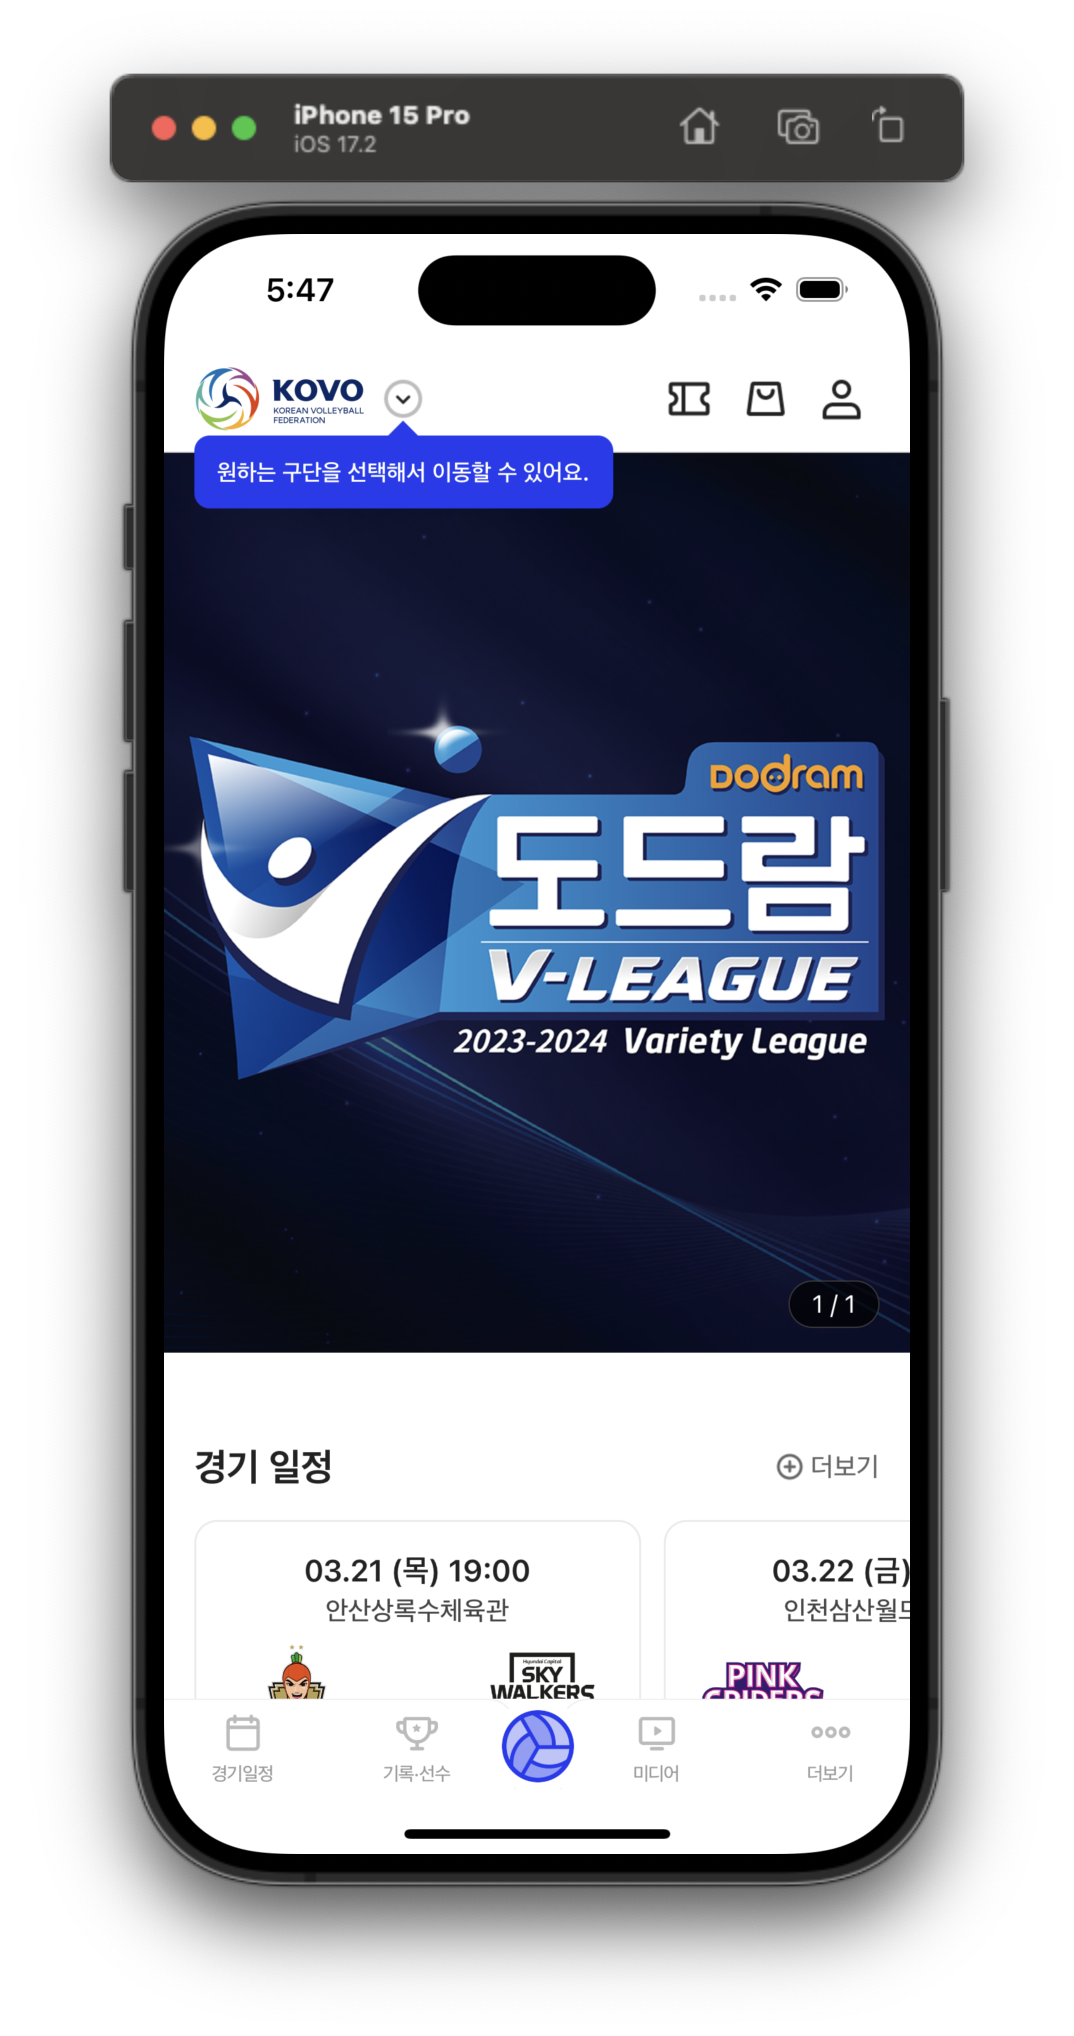 iPhone 15 Pro
iOS 17.2
5:47
KOVO
KOREAN VOLLEYBALL
FEDERATION
원하는 구단을 선택해서 이동할 수 있어요.
DODram
도드람
V-LEAGUE
2023-2024 Variety League
1 / 1
경기 일정
더보기
03.21 (목) 19:00
안산상록수체육관
Hyundai Capital
SKY
WALKERS
03.22 (금)
인천삼산월드
PINK
SPIDERS
경기일정
기록·선수
미디어
더보기